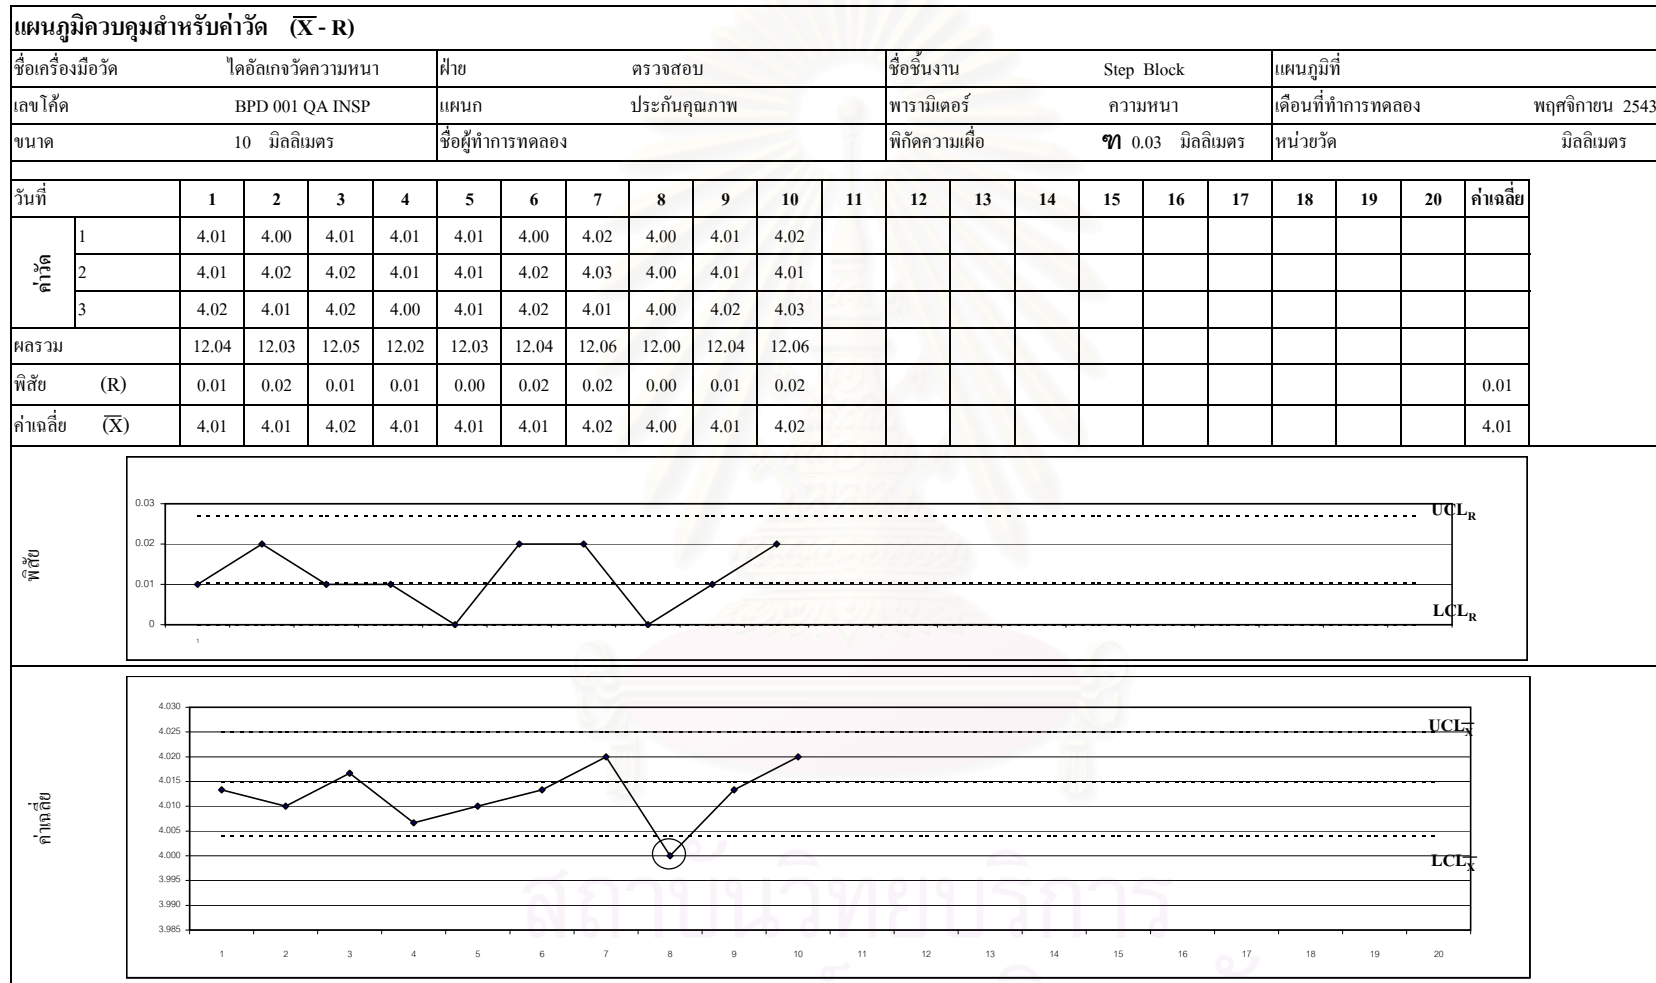 แผนภูมิควบคุมสำหรับค่าวัด (X̅ - R)
ชื่อเครื่องมือวัด ไดอัลเกจวัดความหนา ฝ่าย ตรวจสอบ ชื่อชิ้นงาน Step Block แผนภูมิที่
เลขโค้ด BPD 001 QA INSP แผนก ประกันคุณภาพ พารามิเตอร์ ความหนา เดือนที่ทำการทดลอง พฤศจิกายน 2543
ขนาด 10 มิลลิเมตร ชื่อผู้ทำการทดลอง พิกัดความเผื่อ ฑ 0.03 มิลลิเมตร หน่วยวัด มิลลิเมตร
วันที่ 1 2 3 4 5 6 7 8 9 10 11 12 13 14 15 16 17 18 19 20 ค่าเฉลี่ย
ค่าวัด
1 4.01 4.00 4.01 4.01 4.01 4.00 4.02 4.00 4.01 4.02
2 4.01 4.02 4.02 4.01 4.01 4.02 4.03 4.00 4.01 4.01
3 4.02 4.01 4.02 4.00 4.01 4.02 4.01 4.00 4.02 4.03
ผลรวม 12.04 12.03 12.05 12.02 12.03 12.04 12.06 12.00 12.04 12.06
พิสัย (R) 0.01 0.02 0.01 0.01 0.00 0.02 0.02 0.00 0.01 0.02 0.01
ค่าเฉลี่ย (X̅) 4.01 4.01 4.02 4.01 4.01 4.01 4.02 4.00 4.01 4.02 4.01
พิสัย
0.03
UCL_R
0.02
0.01
LCL_R
0
1
ค่าเฉลี่ย
4.030
4.025
UCL_X̅
4.020
4.015
4.010
4.005
4.000
LCL_X̅
3.995
3.990
3.985
1 2 3 4 5 6 7 8 9 10 11 12 13 14 15 16 17 18 19 20
สถาบันวิทยบริการ